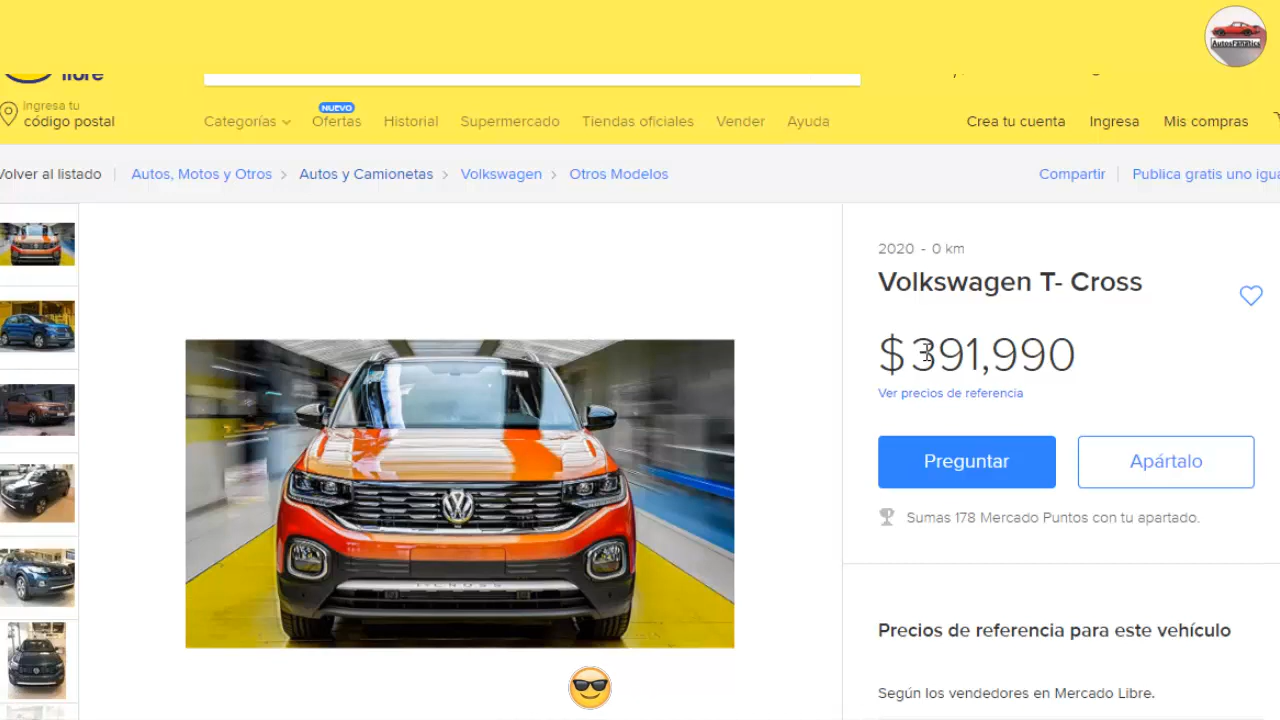 AutosFanatics
libre
Ingresa tu
código postal
Categorías
NUEVO
Ofertas
Historial
Supermercado
Tiendas oficiales
Vender
Ayuda
Crea tu cuenta
Ingresa
Mis compras
Volver al listado
Autos, Motos y Otros
Autos y Camionetas
Volkswagen
Otros Modelos
Compartir
Publica gratis uno igua
2020 - 0 km
Volkswagen T- Cross
$ 391,990
Ver precios de referencia
Preguntar
Apártalo
Sumas 178 Mercado Puntos con tu apartado.
T-CROSS
Precios de referencia para este vehículo
Según los vendedores en Mercado Libre.